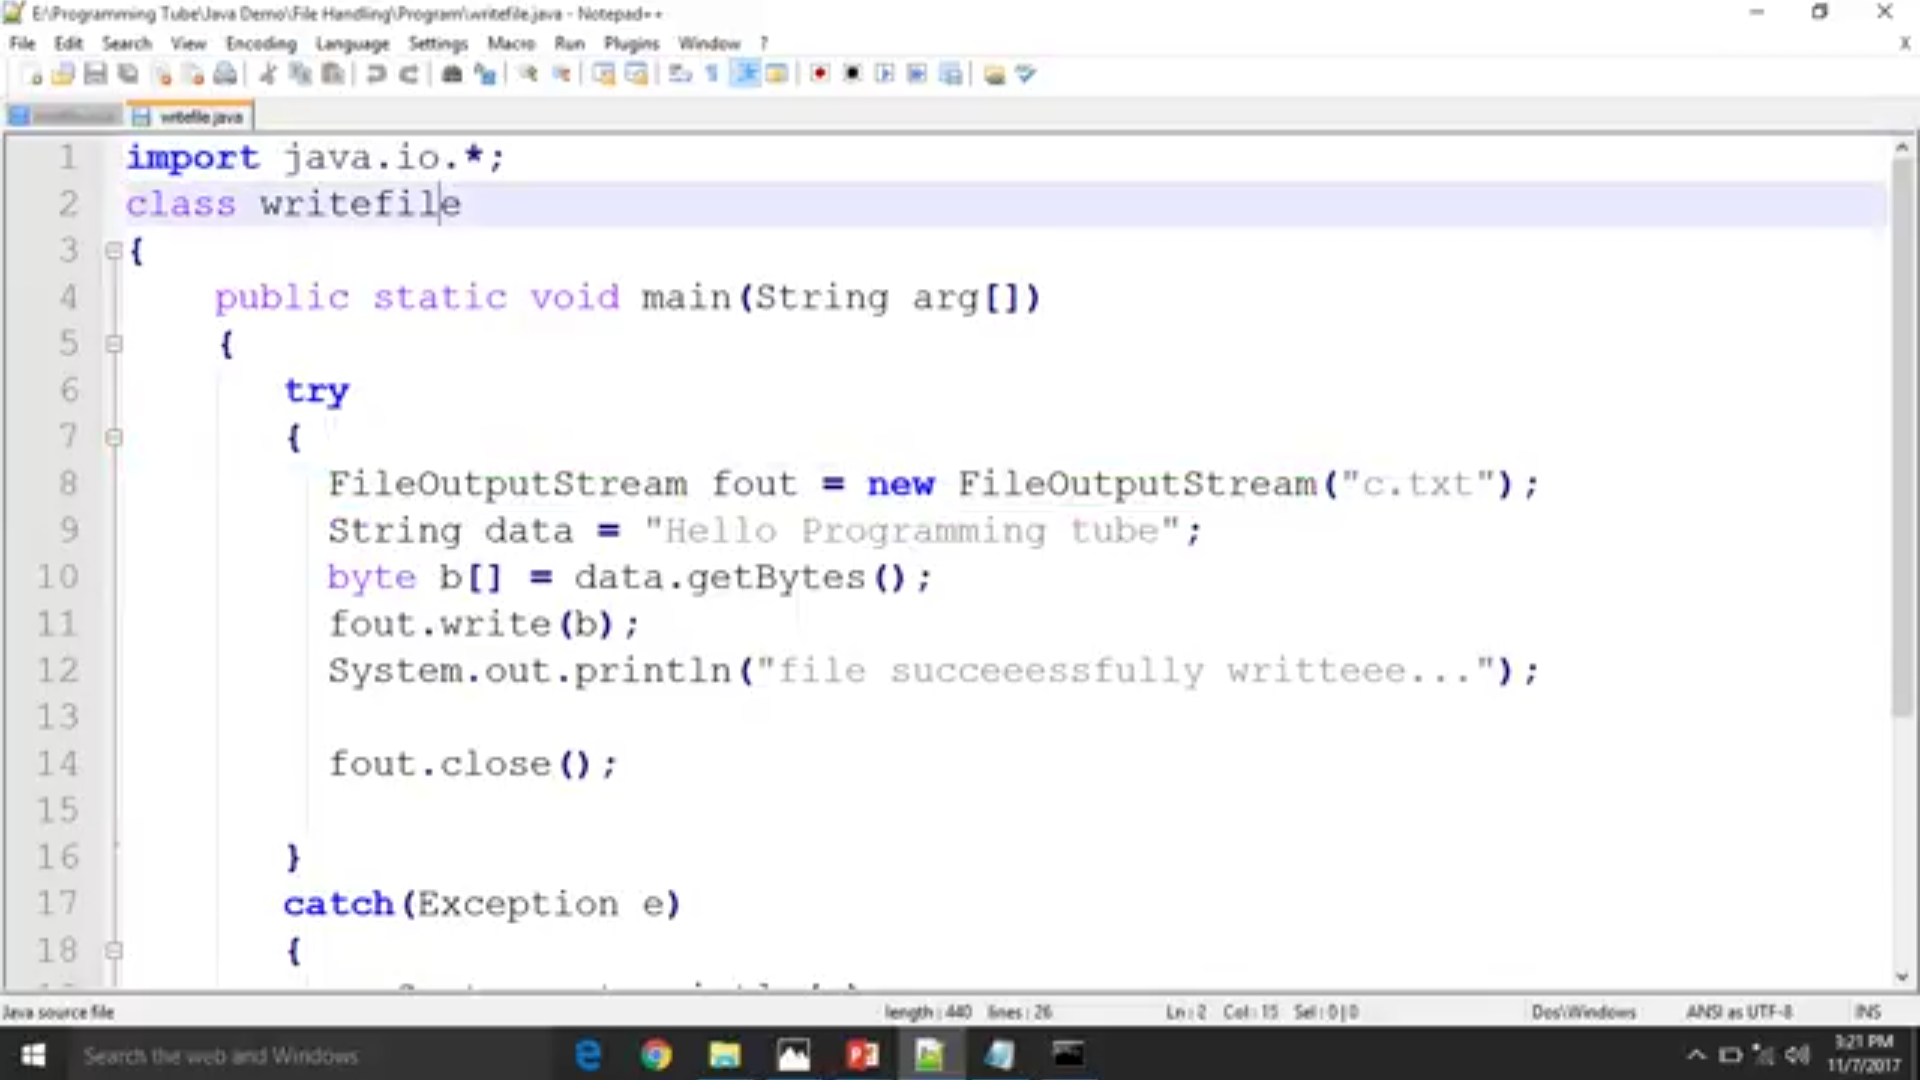 E:\Programming Tube\Java Demo\File Handling\Program\writefile.java - Notepad++
File Edit Search View Encoding Language Settings Macro Run Plugins Window ?
X
writefile.java
1 import java.io.*;
2 class writefile
3 {
4 public static void main(String arg[])
5 {
6 try
7 {
8 FileOutputStream fout = new FileOutputStream("c.txt");
9 String data = "Hello Programming tube";
10 byte b[] = data.getBytes();
11 fout.write(b);
12 System.out.println("file succeeessfully writteee...");
13
14 fout.close();
15
16 }
17 catch(Exception e)
18 {
Java source file length : 440 lines : 26 Ln : 2 Col : 15 Sel : 0 | 0 Dos\Windows ANSI as UTF-8 INS
Search the web and Windows
3:21 PM
11/7/2017